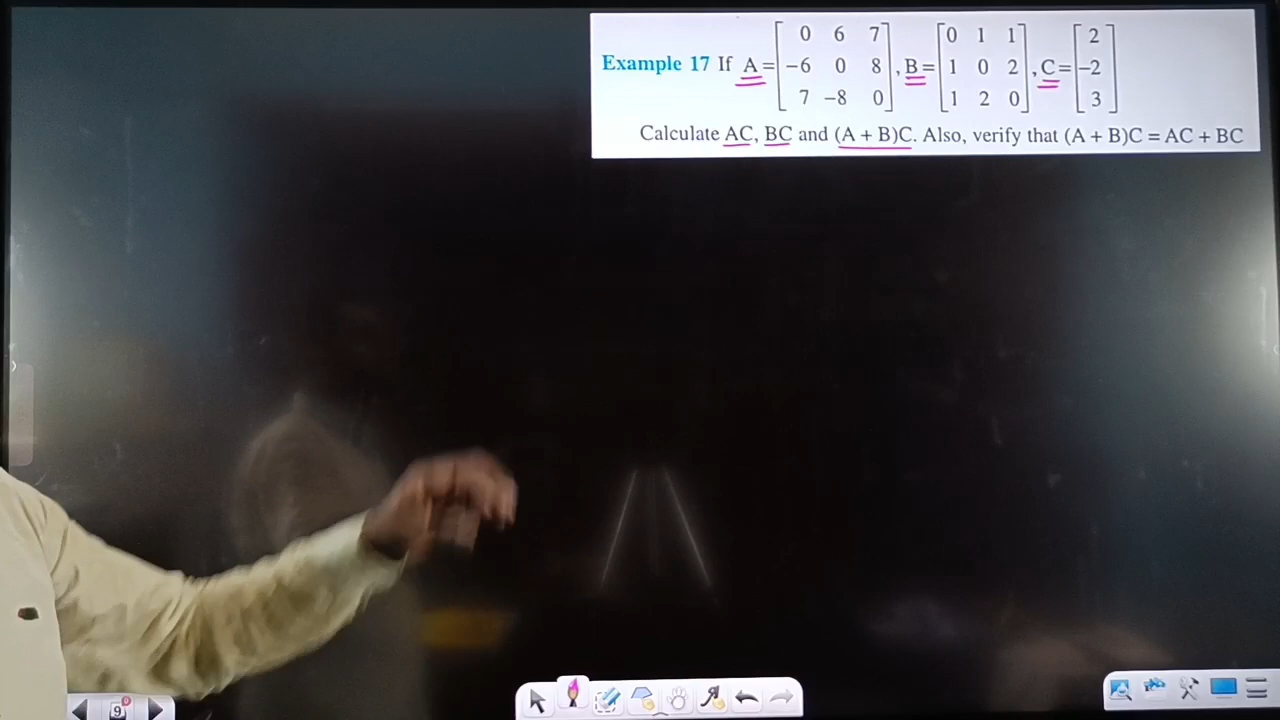 Example 17 If A = [0 6 7; -6 0 8; 7 -8 0], B = [0 1 1; 1 0 2; 1 2 0], C = [2; -2; 3]
Calculate AC, BC and (A + B)C. Also, verify that (A + B)C = AC + BC
9